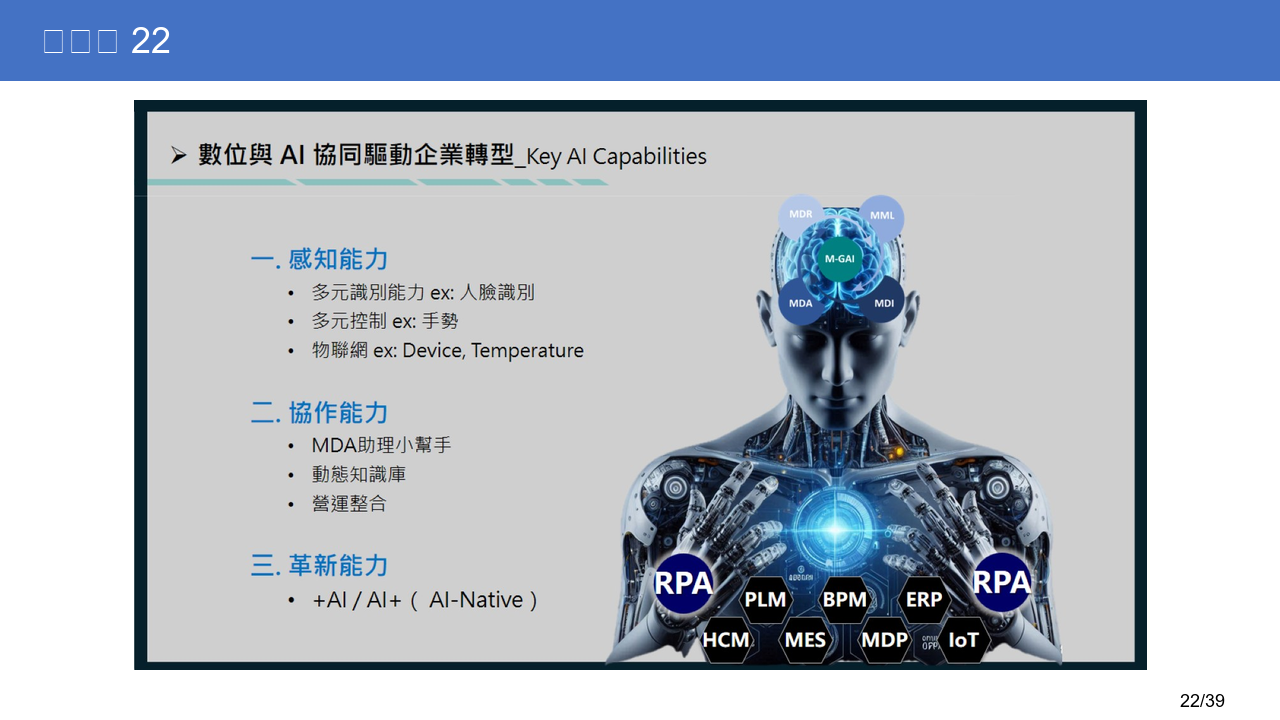 □□□ 22
➢ 數位與 AI 協同驅動企業轉型_Key AI Capabilities
一. 感知能力
• 多元識別能力 ex: 人臉識別
• 多元控制 ex: 手勢
• 物聯網 ex: Device, Temperature
二. 協作能力
• MDA助理小幫手
• 動態知識庫
• 營運整合
三. 革新能力
• +AI / AI+ ( AI-Native )
MDR MML
M-GAI
MDA MDI
RPA RPA
PLM BPM ERP
HCM MES MDP IoT
22/39